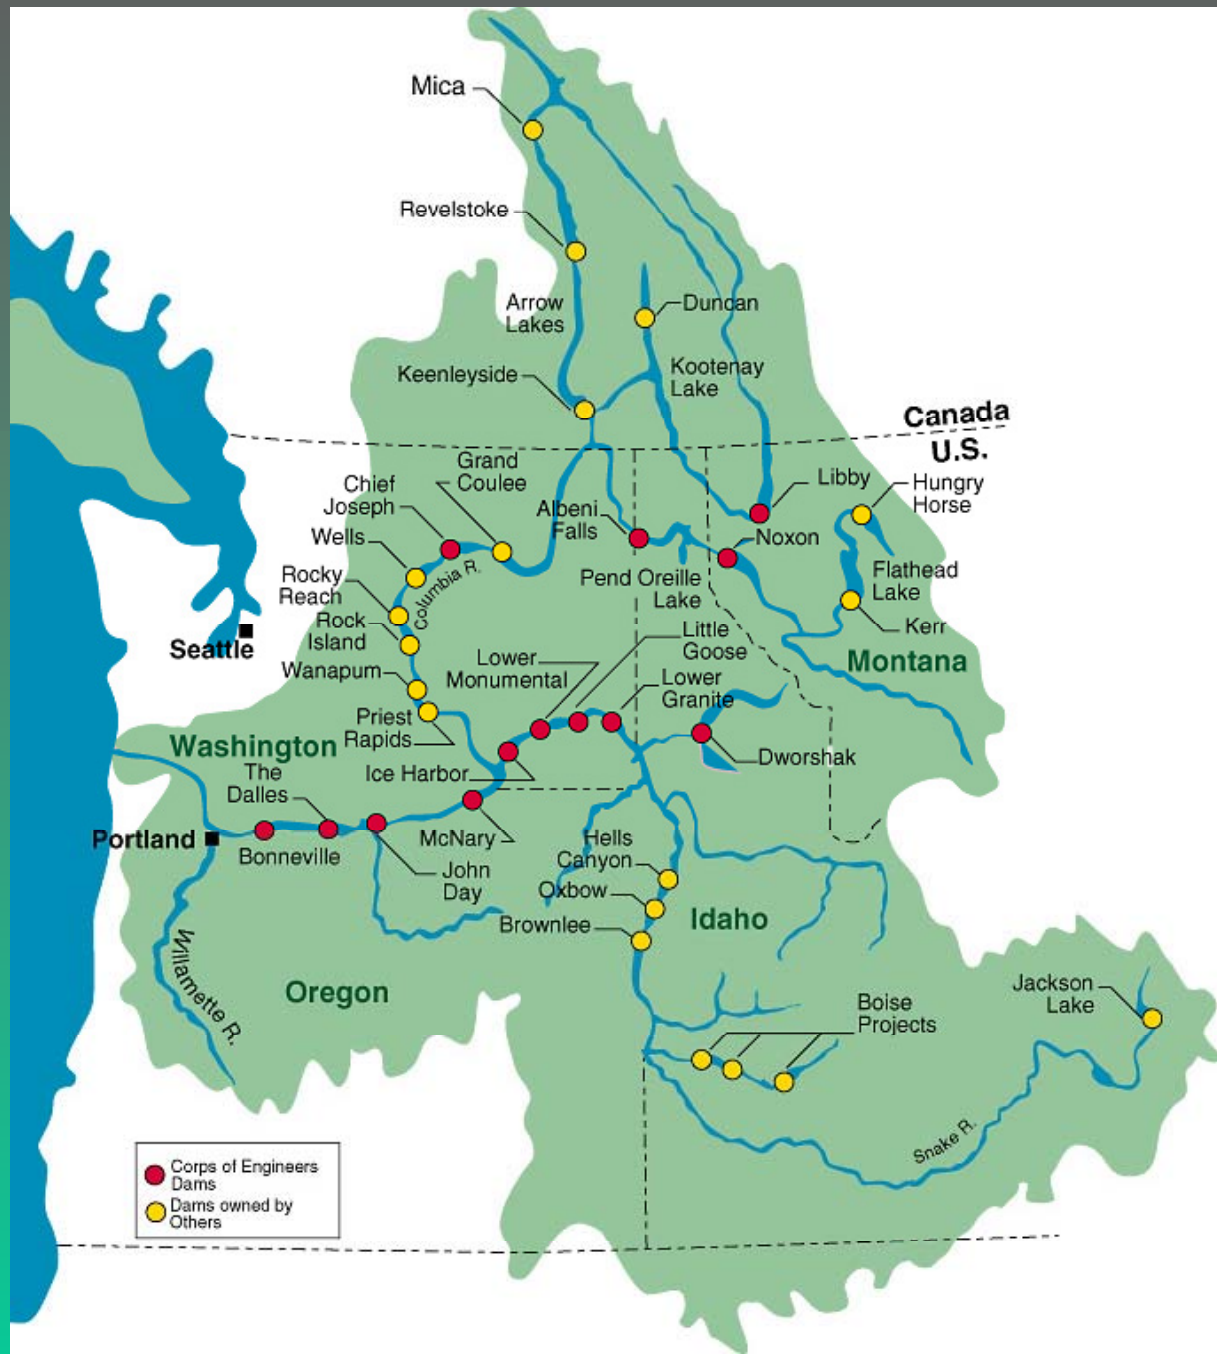 Mica
Revelstoke
Arrow
Lakes
Duncan
Keenleyside
Kootenay
Lake
Canada
U.S.
Grand
Coulee
Chief
Joseph
Albeni
Falls
Libby
Hungry
Horse
Wells
Noxon
Rocky
Reach
Columbia R.
Pend Oreille
Lake
Flathead
Lake
Rock
Island
Kerr
Seattle
Little
Goose
Montana
Wanapum
Lower
Monumental
Lower
Granite
Priest
Rapids
Washington
Ice Harbor
Dworshak
The
Dalles
Portland
Bonneville
McNary
John
Day
Hells
Canyon
Oxbow
Brownlee
Idaho
Willamette R.
Oregon
Boise
Projects
Jackson
Lake
Snake R.
Corps of Engineers
Dams
Dams owned by
Others